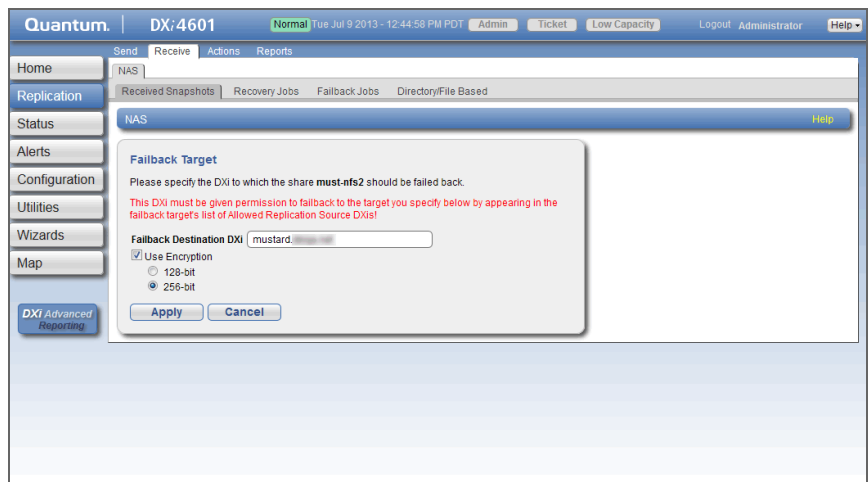 Quantum. DXi4601 Normal Tue Jul 9 2013 - 12:44:58 PM PDT Admin Ticket Low Capacity Logout Administrator Help
Send Receive Actions Reports
Home
NAS
Replication
Received Snapshots Recovery Jobs Failback Jobs Directory/File Based
Status
NAS Help
Alerts
Configuration
Utilities
Wizards
Map
DXi Advanced
Reporting
Failback Target
Please specify the DXi to which the share must-nfs2 should be failed back.
This DXi must be given permission to failback to the target you specify below by appearing in the
failback target's list of Allowed Replication Source DXis!
Failback Destination DXi mustard.
Use Encryption
128-bit
256-bit
Apply Cancel